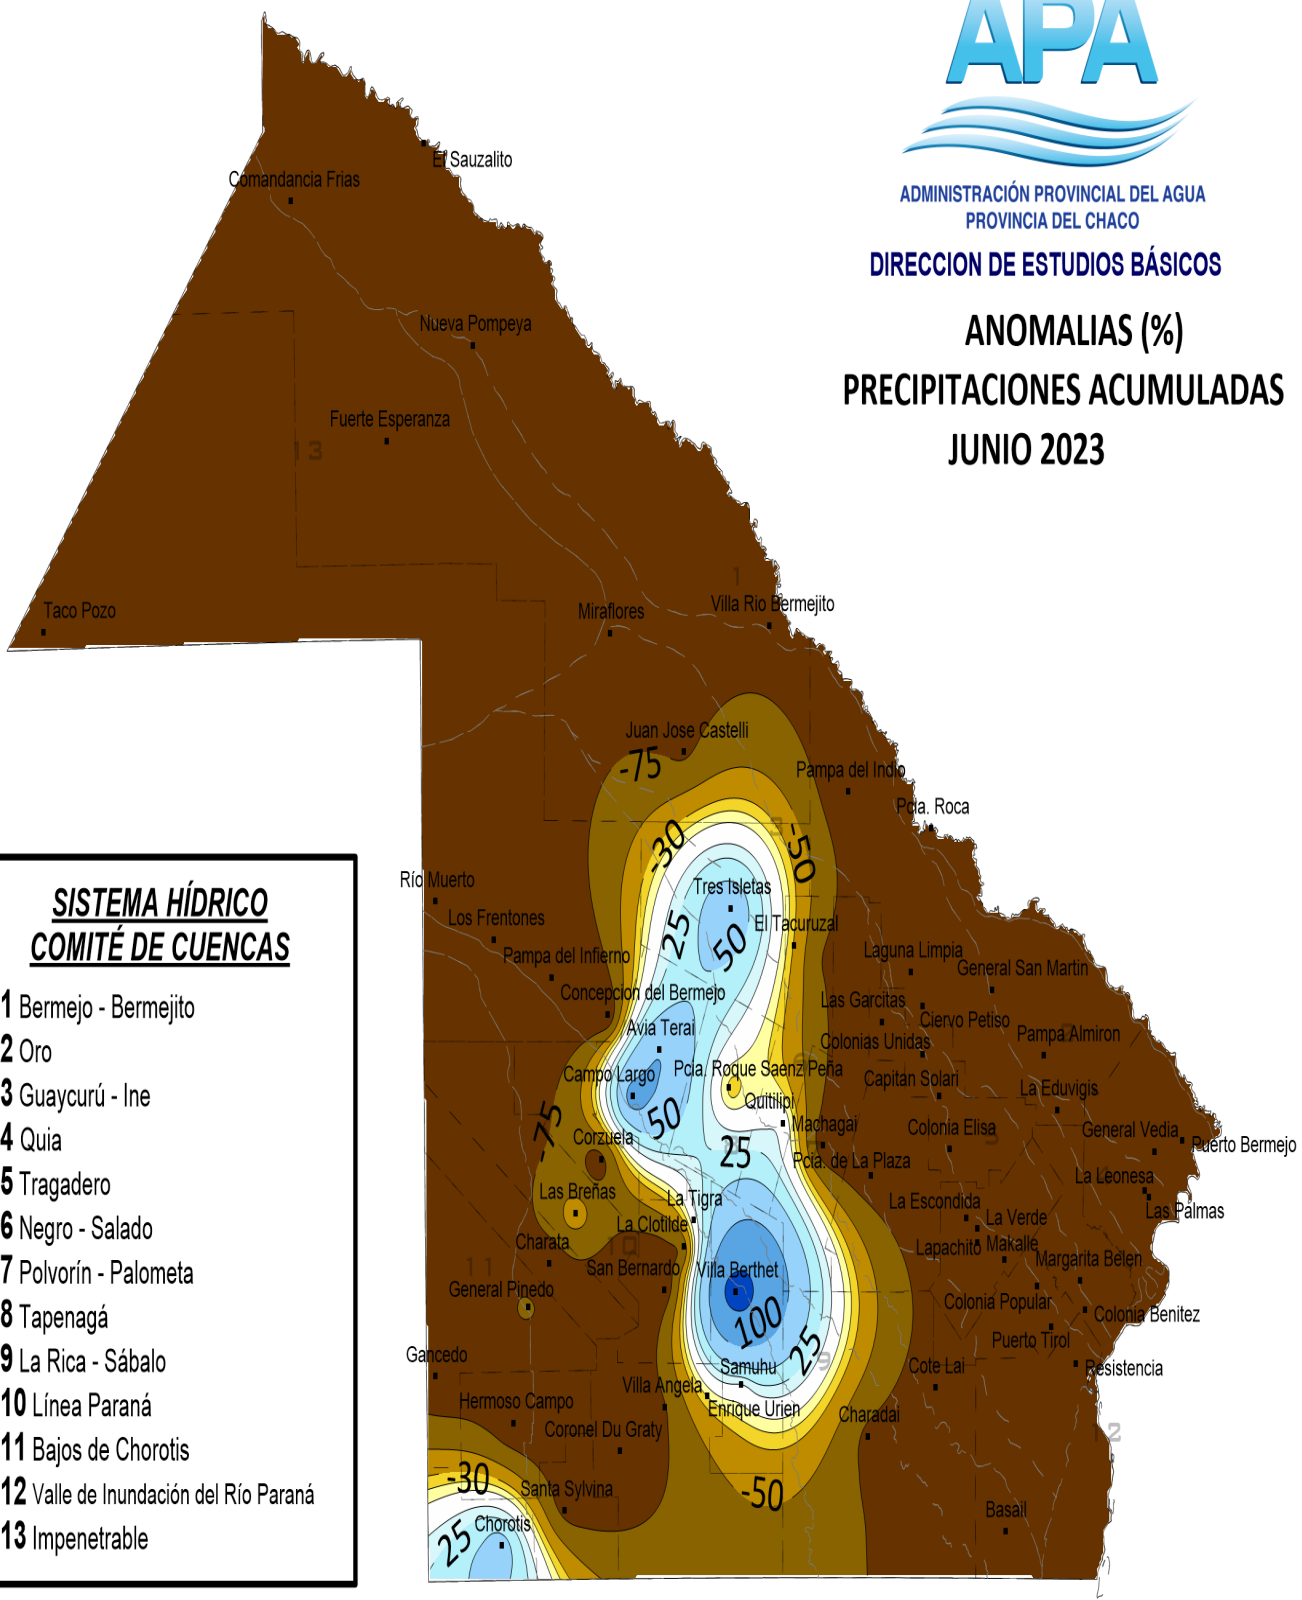 APA
ADMINISTRACIÓN PROVINCIAL DEL AGUA
PROVINCIA DEL CHACO
DIRECCION DE ESTUDIOS BÁSICOS
ANOMALIAS (%)
PRECIPITACIONES ACUMULADAS
JUNIO 2023
El Sauzalito
Comandancia Frias
Nueva Pompeya
Fuerte Esperanza
13
1
Taco Pozo
Miraflores
Villa Rio Bermejito
Juan Jose Castelli
-75
Pampa del Indio
Pcia. Roca
3
-30
-50
Río Muerto
Tres Isletas
Los Frentones
25
El Tacuruzal
50
Pampa del Infierno
Laguna Limpia
General San Martin
Concepcion del Bermejo
Las Garcitas
Ciervo Petiso
Avia Terai
Colonias Unidas
Pampa Almiron
Campo Largo
Pcia. Roque Saenz Peña
Capitan Solari
La Eduvigis
Quitilipi
50
-75
Machagai
Colonia Elisa
General Vedia
Puerto Bermejo
Corzuela
25
Pcia. de La Plaza
La Leonesa
Las Breñas
La Tigra
La Escondida
La Verde
Las Palmas
La Clotilde
Charata
10
Lapachito
Makalle
11
San Bernardo
Villa Berthet
Margarita Belen
General Pinedo
Colonia Popular
Colonia Benitez
100
Puerto Tirol
25
9
Gancedo
Samuhu
Cote Lai
Resistencia
Villa Angela
Hermoso Campo
Enrique Urien
Charadai
Coronel Du Graty
12
-30
-50
Santa Sylvina
Basail
25
Chorotis
SISTEMA HÍDRICO
COMITÉ DE CUENCAS
1 Bermejo - Bermejito
2 Oro
3 Guaycurú - Ine
4 Quia
5 Tragadero
6 Negro - Salado
7 Polvorín - Palometa
8 Tapenagá
9 La Rica - Sábalo
10 Línea Paraná
11 Bajos de Chorotis
12 Valle de Inundación del Río Paraná
13 Impenetrable